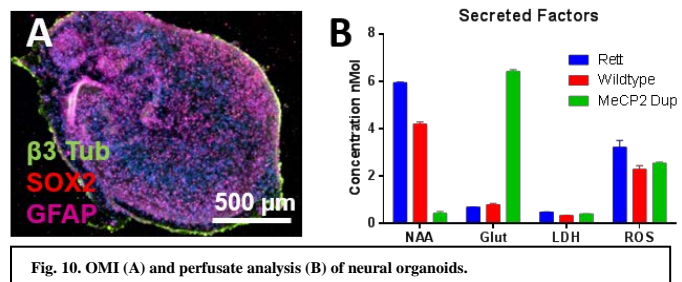 A
β3 Tub
SOX2
GFAP
500 µm
B
Secreted Factors
Concentration nMol
8
6
4
2
0
Rett
Wildtype
MeCP2 Dup
NAA Glut LDH ROS
Fig. 10. OMI (A) and perfusate analysis (B) of neural organoids.